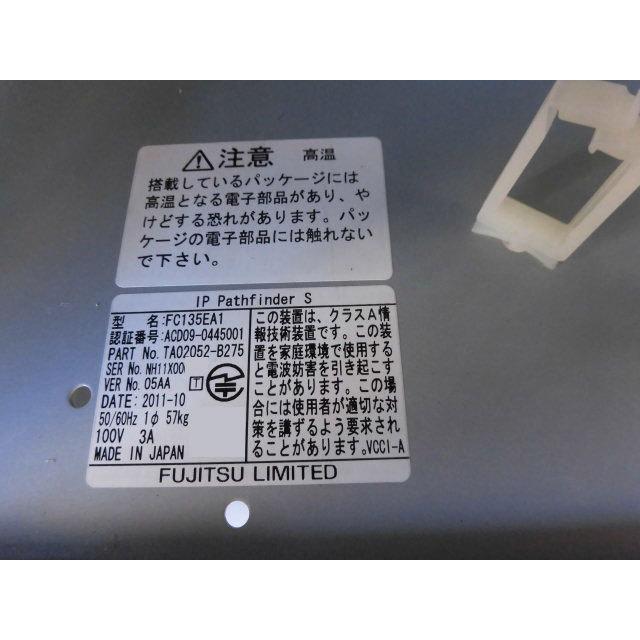 注意 高温
搭載しているパッケージには
高温となる電子部品があり、や
けどする恐れがあります。パッ
ケージの電子部品には触れない
で下さい。
IP Pathfinder S
型 名:FC135EA1
認証番号:ACD09-0445001
PART No. TA02052-B275
SER No. NH11X00
VER No. 05AA T
DATE: 2011-10
50/60Hz 1φ 57kg
100V 3A
MADE IN JAPAN
この装置は、クラスA情
報技術装置です。この装
置を家庭環境で使用する
と電波妨害を引き起こす
ことがあります。この場
合には使用者が適切な対
策を講ずるよう要求され
ることがあります。VCCI-A
FUJITSU LIMITED